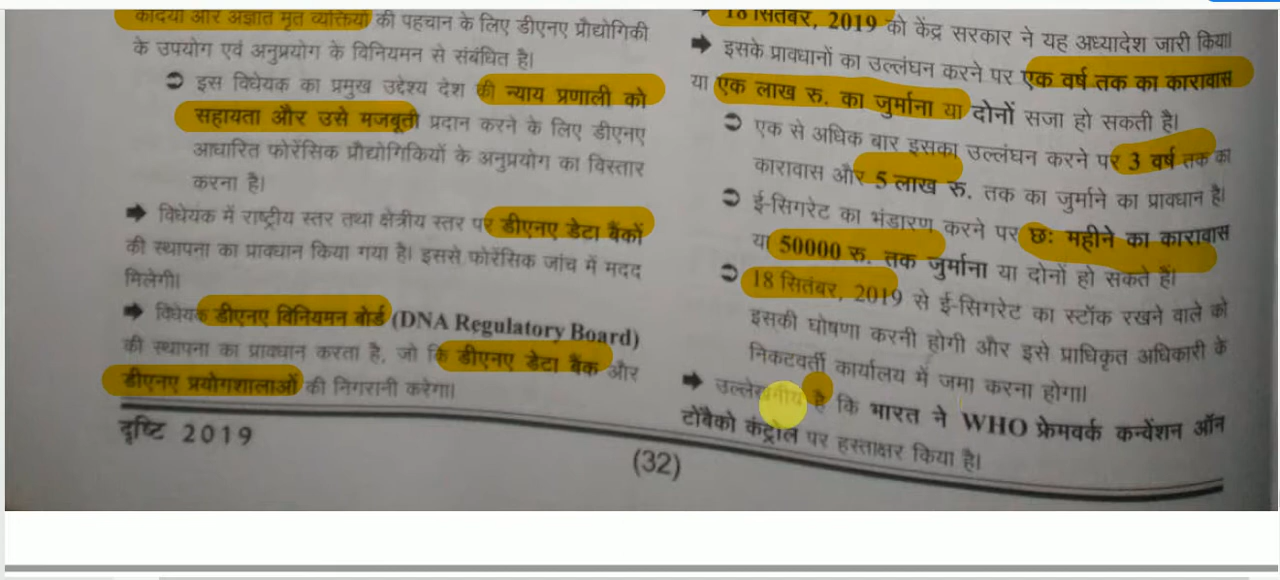 कैदियों और अज्ञात मृत व्यक्तियों की पहचान के लिए डीएनए प्रौद्योगिकी
के उपयोग एवं अनुप्रयोग के विनियमन से संबंधित है।
➲ इस विधेयक का प्रमुख उद्देश्य देश की न्याय प्रणाली को
सहायता और उसे मजबूती प्रदान करने के लिए डीएनए
आधारित फोरेंसिक प्रौद्योगिकियों के अनुप्रयोग का विस्तार
करना है।
➡ विधेयक में राष्ट्रीय स्तर तथा क्षेत्रीय स्तर पर डीएनए डेटा बैंकों
की स्थापना का प्रावधान किया गया है। इससे फोरेंसिक जांच में मदद
मिलेगी।
➡ विधेयक डीएनए विनियमन बोर्ड (DNA Regulatory Board)
की स्थापना का प्रावधान करता है, जो कि डीएनए डेटा बैंक और
डीएनए प्रयोगशालाओं की निगरानी करेगा।
दृष्टि 2019
(32)
➡ 18 सितंबर, 2019 को केंद्र सरकार ने यह अध्यादेश जारी किया।
➡ इसके प्रावधानों का उल्लंघन करने पर एक वर्ष तक का कारावास
या एक लाख रु. का जुर्माना या दोनों सजा हो सकती है।
➲ एक से अधिक बार इसका उल्लंघन करने पर 3 वर्ष तक का
कारावास और 5 लाख रु. तक का जुर्माने का प्रावधान है।
➲ ई-सिगरेट का भंडारण करने पर छः महीने का कारावास
या 50000 रु. तक जुर्माना या दोनों हो सकते हैं।
➲ 18 सितंबर, 2019 से ई-सिगरेट का स्टॉक रखने वाले को
इसकी घोषणा करनी होगी और इसे प्राधिकृत अधिकारी के
निकटवर्ती कार्यालय में जमा करना होगा।
➡ उल्लेखनीय है कि भारत ने WHO फ्रेमवर्क कन्वेंशन ऑन
टोबैको कंट्रोल पर हस्ताक्षर किया है।